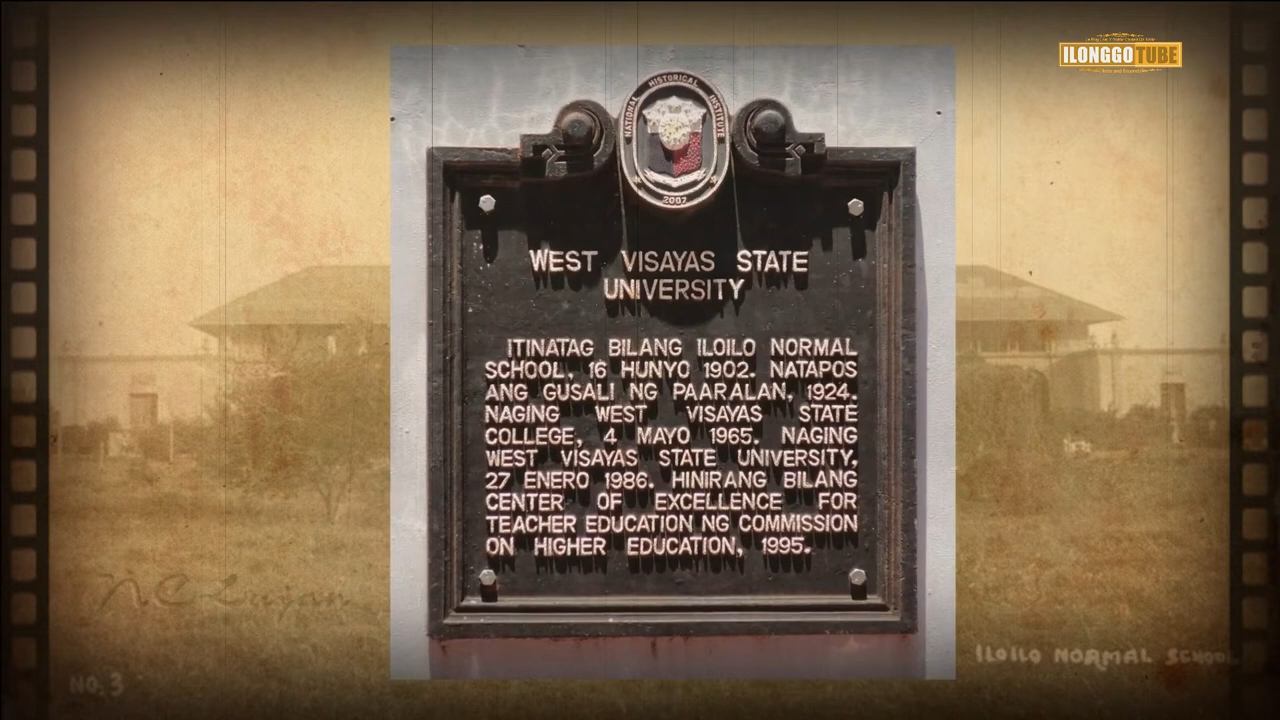 ILONGGOTUBE
NATIONAL HISTORICAL INSTITUTE
2007
WEST VISAYAS STATE
UNIVERSITY
ITINATAG BILANG ILOILO NORMAL
SCHOOL, 16 HUNYO 1902. NATAPOS
ANG GUSALI NG PAARALAN, 1924.
NAGING WEST VISAYAS STATE
COLLEGE, 4 MAYO 1965. NAGING
WEST VISAYAS STATE UNIVERSITY,
27 ENERO 1986. HINIRANG BILANG
CENTER OF EXCELLENCE FOR
TEACHER EDUCATION NG COMMISSION
ON HIGHER EDUCATION, 1995.
ILOILO NORMAL SCHOOL
NO. 3